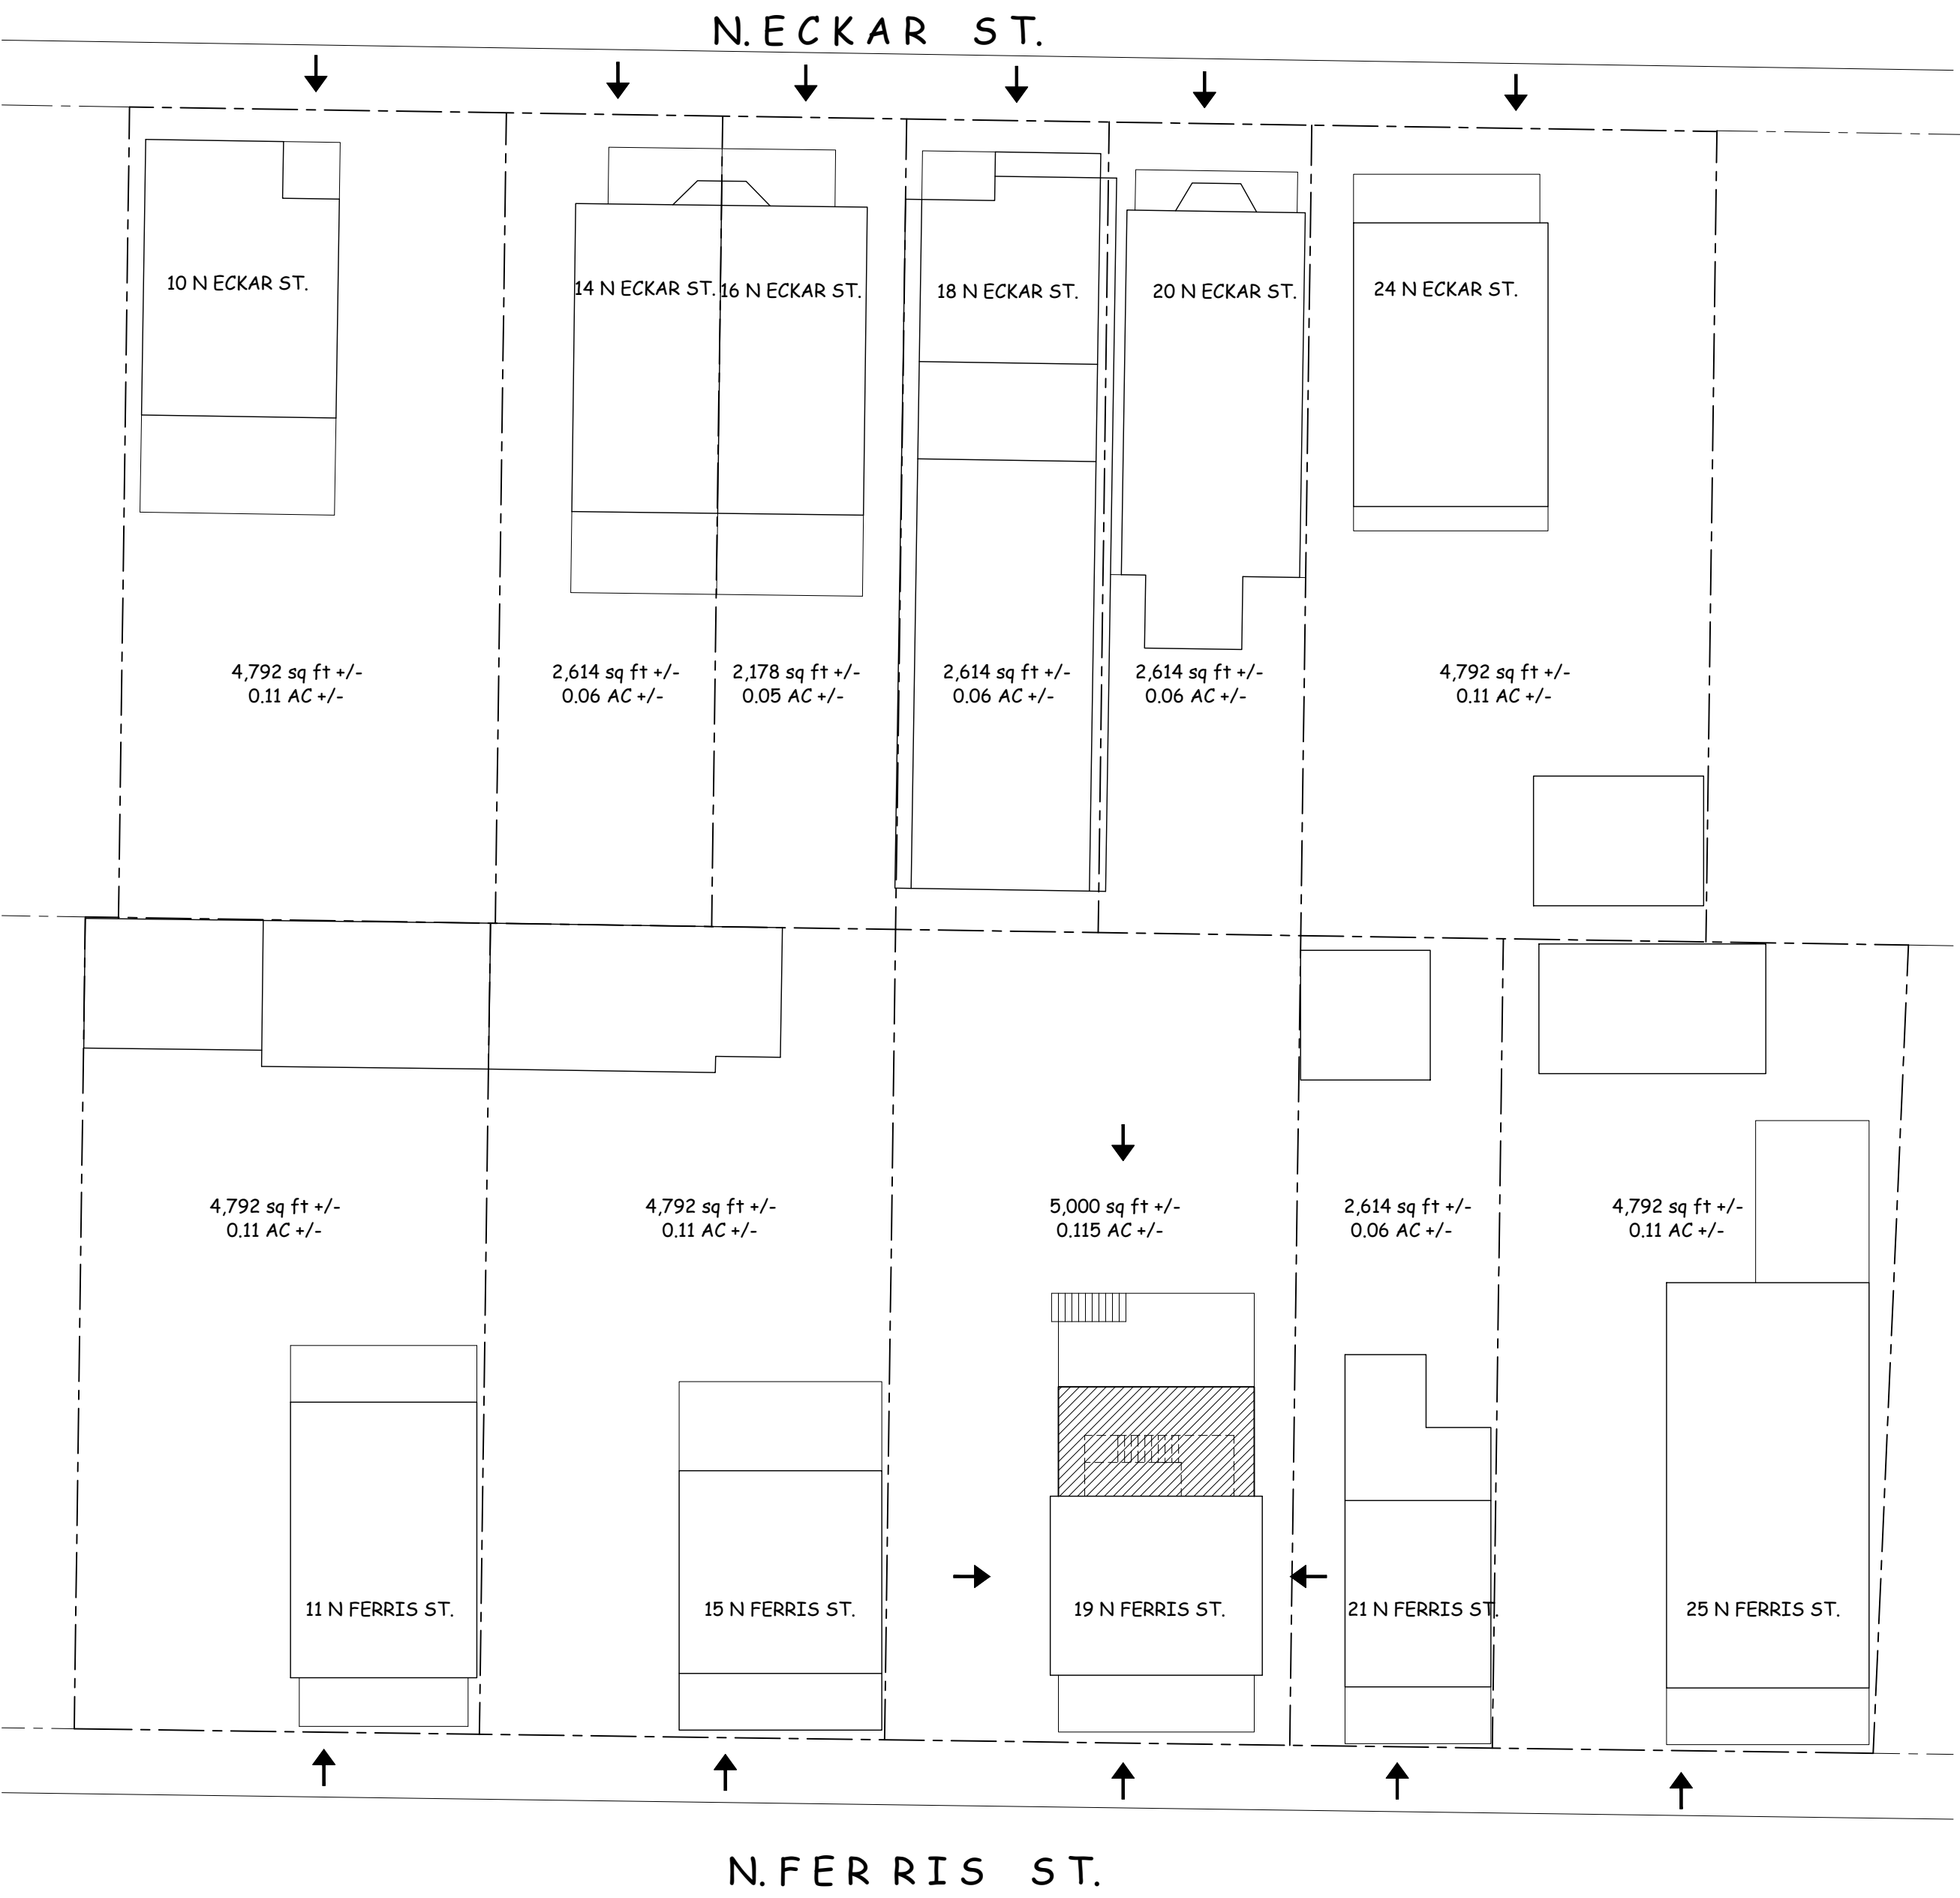 N. ECKAR ST.
10 N ECKAR ST.
14 N ECKAR ST.
16 N ECKAR ST.
18 N ECKAR ST.
20 N ECKAR ST.
24 N ECKAR ST.
4,792 sq ft +/-
0.11 AC +/-
2,614 sq ft +/-
0.06 AC +/-
2,178 sq ft +/-
0.05 AC +/-
2,614 sq ft +/-
0.06 AC +/-
2,614 sq ft +/-
0.06 AC +/-
4,792 sq ft +/-
0.11 AC +/-
4,792 sq ft +/-
0.11 AC +/-
4,792 sq ft +/-
0.11 AC +/-
5,000 sq ft +/-
0.115 AC +/-
2,614 sq ft +/-
0.06 AC +/-
4,792 sq ft +/-
0.11 AC +/-
11 N FERRIS ST.
15 N FERRIS ST.
19 N FERRIS ST.
21 N FERRIS ST.
25 N FERRIS ST.
N. FERRIS ST.